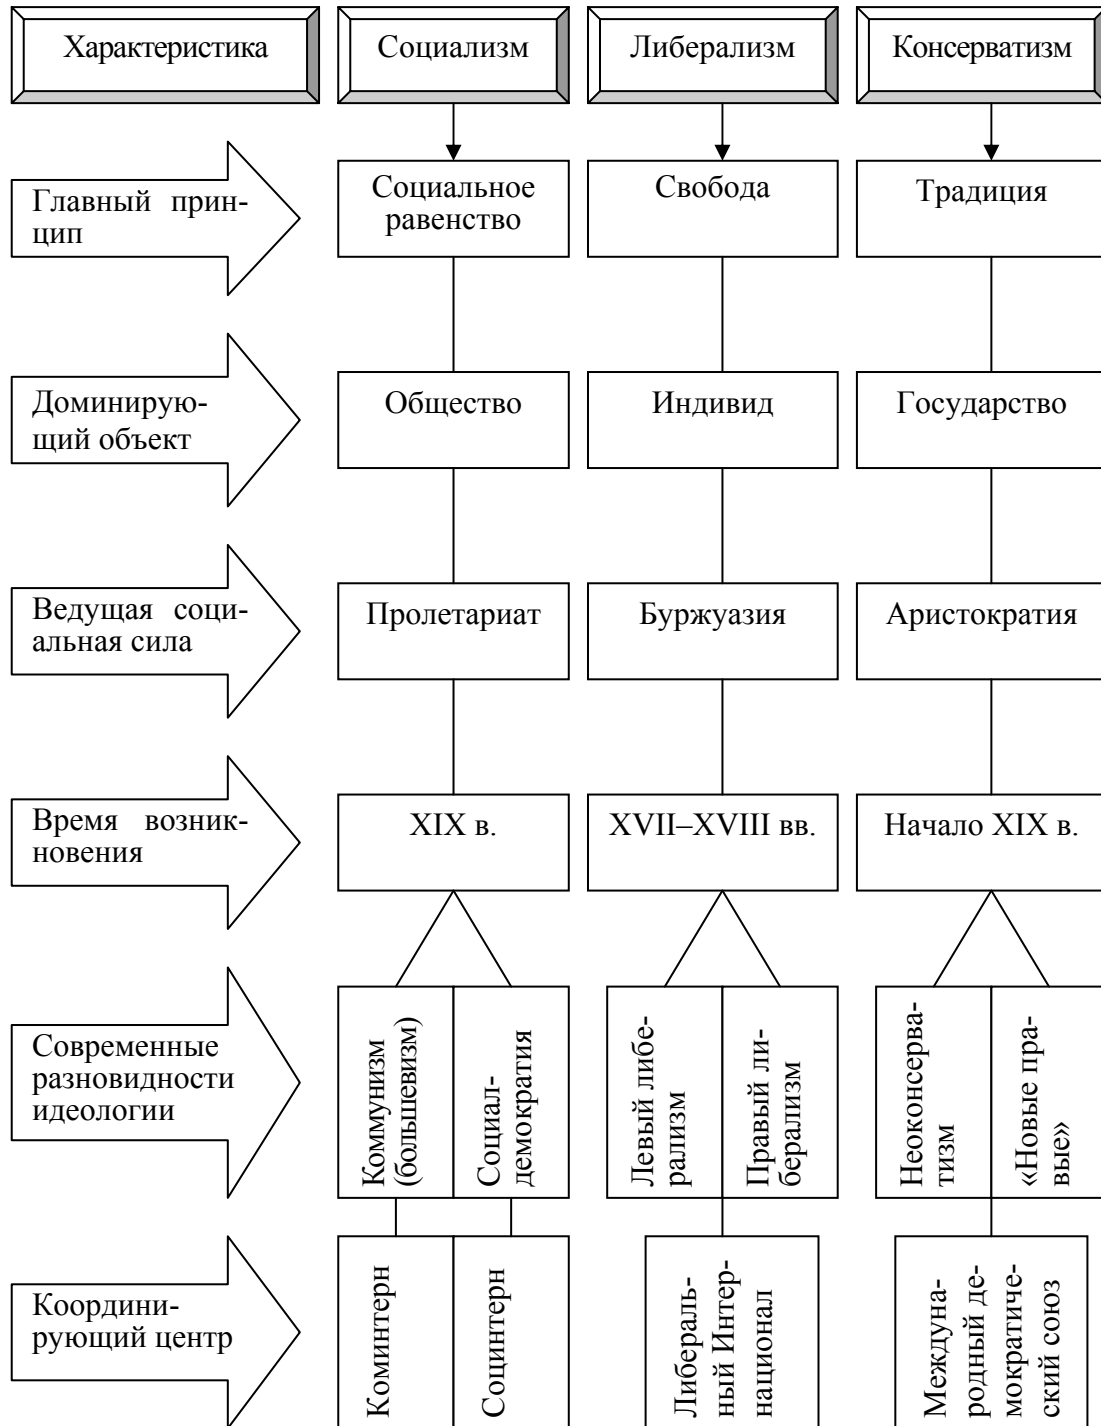 Характеристика Социализм Либерализм Консерватизм
Главный прин-
цип
Социальное
равенство
Свобода
Традиция
Доминирую-
щий объект
Общество
Индивид
Государство
Ведущая соци-
альная сила
Пролетариат
Буржуазия
Аристократия
Время возник-
новения
XIX в.
XVII–XVIII вв.
Начало XIX в.
Современные
разновидности
идеологии
Коммунизм
(большевизм)
Социал-
демократия
Левый либе-
рализм
Правый ли-
берализм
Неоконсерва-
тизм
«Новые пра-
вые»
Координи-
рующий центр
Коминтерн
Социнтерн
Либераль-
ный Интер-
национал
Междуна-
родный де-
мократиче-
ский союз